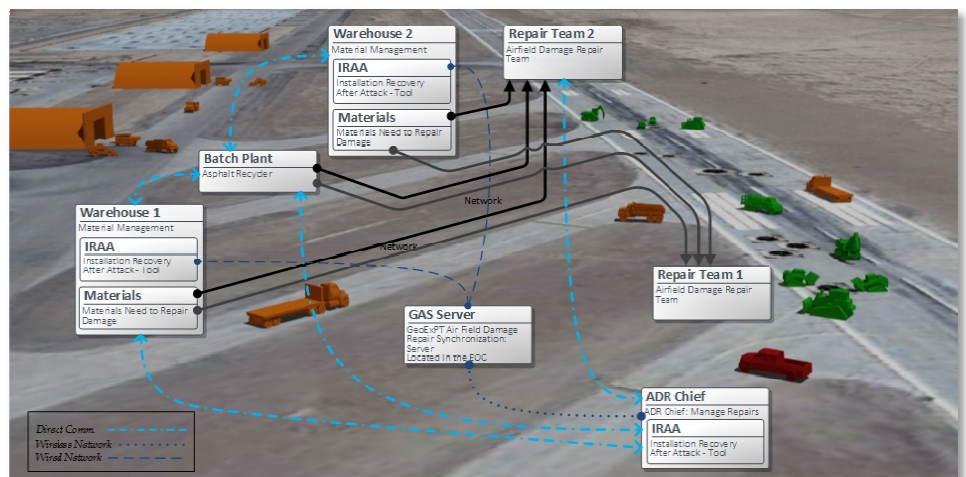 Warehouse 2
Material Management
IRAA
Installation Recovery
After Attack - Tool
Materials
Materials Need to Repair
Damage
Repair Team 2
Airfield Damage Repair
Team
Batch Plant
Asphalt Recycler
Network
Warehouse 1
Material Management
IRAA
Installation Recovery
After Attack - Tool
Materials
Materials Need to Repair
Damage
Network
Repair Team 1
Airfield Damage Repair
Team
GAS Server
GeoExPT Air Field Damage
Repair Synchronization:
Server
Located in the EOC
ADR Chief
ADR Chief: Manage Repairs
IRAA
Installation Recovery
After Attack - Tool
Direct Comm.
Wireless Network
Wired Network